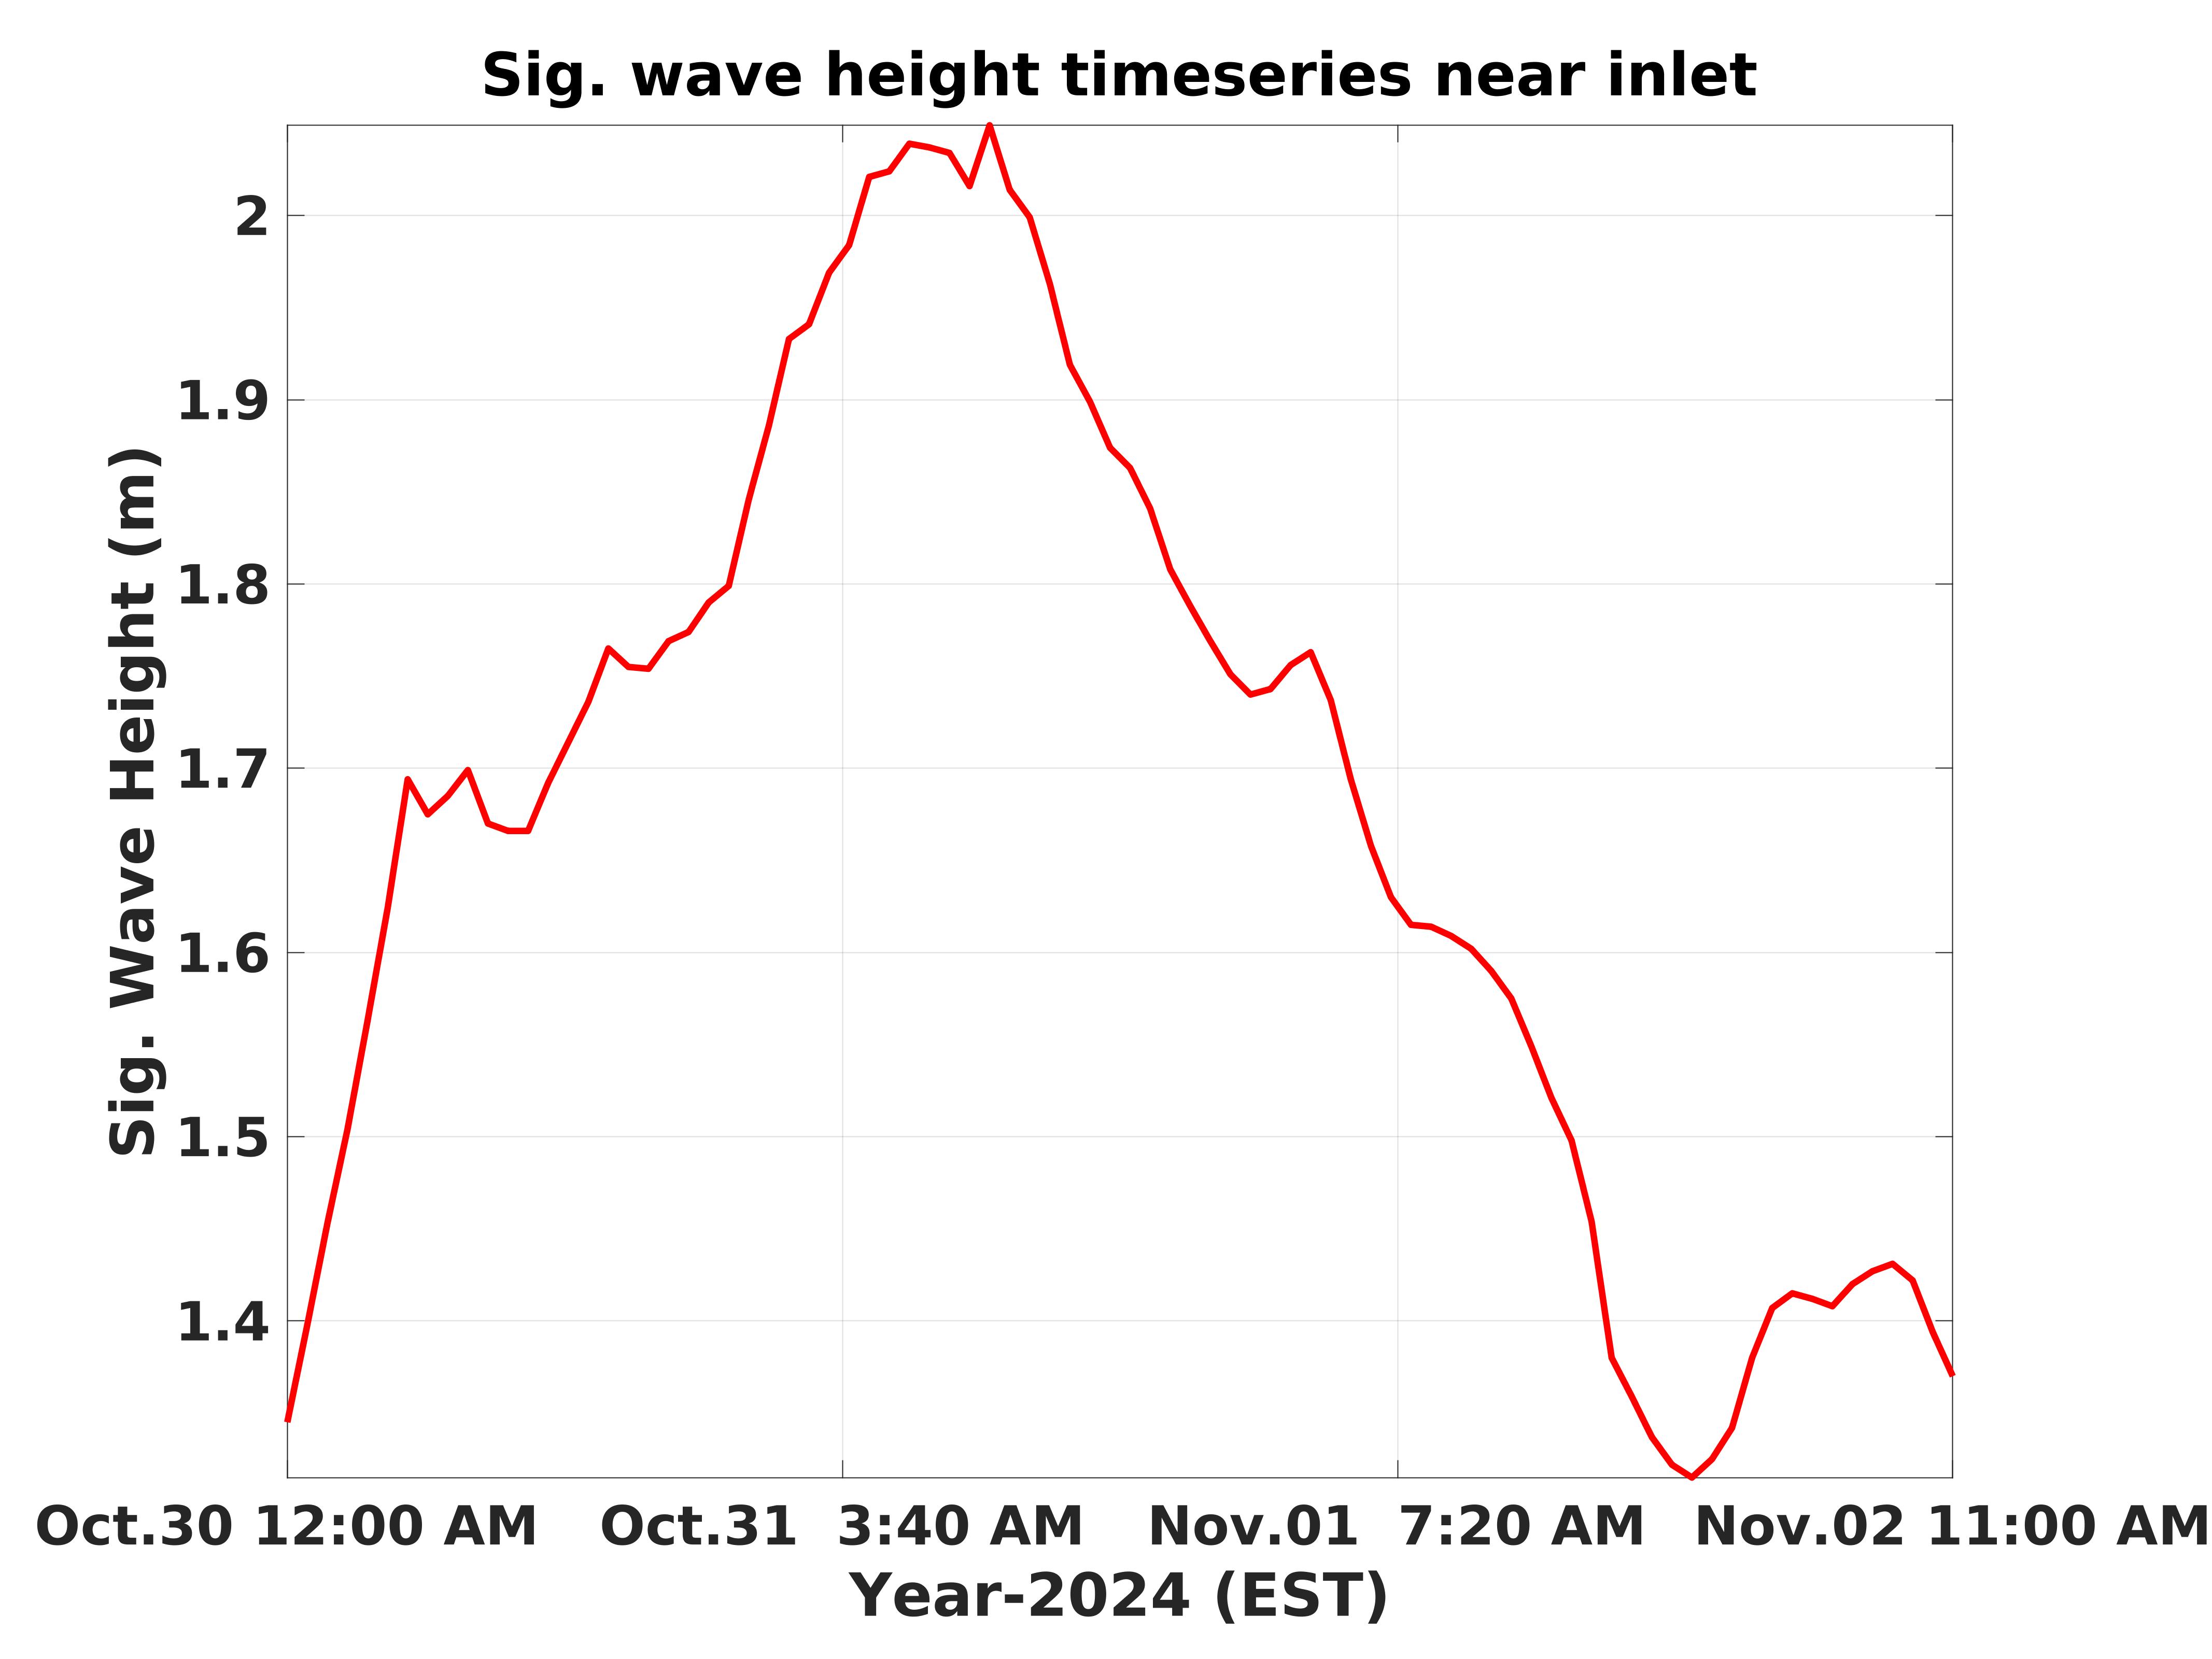 Sig. wave height timeseries near inlet
Sig. Wave Height (m)
2
1.9
1.8
1.7
1.6
1.5
1.4
Oct.30 12:00 AM Oct.31 3:40 AM Nov.01 7:20 AM Nov.02 11:00 AM
Year-2024 (EST)